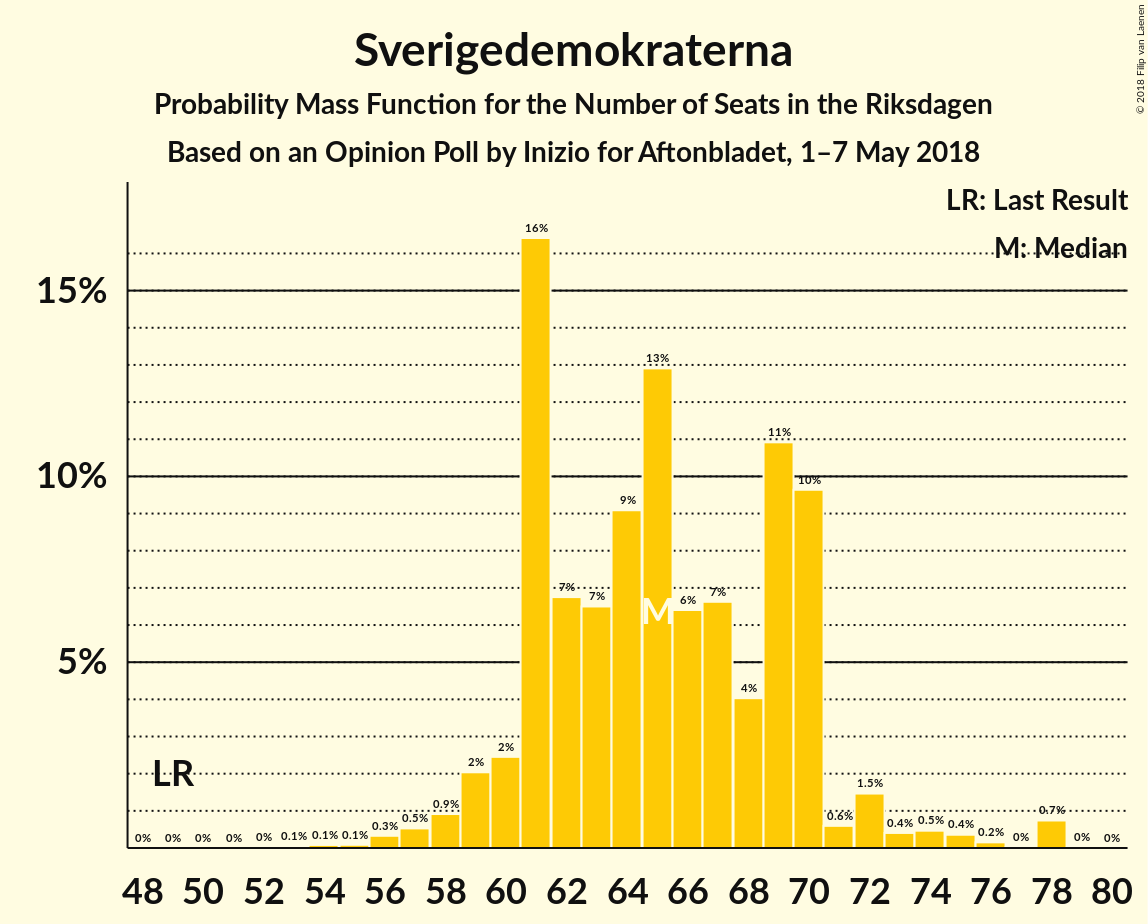 Sverigedemokraterna
Probability Mass Function for the Number of Seats in the Riksdagen
Based on an Opinion Poll by Inizio for Aftonbladet, 1–7 May 2018
© 2018 Filip van Laenen
LR: Last Result
M: Median
15%
10%
5%
0% 0% 0% 0% 0% 0.1% 0.1% 0.1% 0.3% 0.5% 0.9% 2% 2% 16% 7% 7% 9% 13% 6% 7% 4% 11% 10% 0.6% 1.5% 0.4% 0.5% 0.4% 0.2% 0% 0.7% 0% 0%
LR
M
48 50 52 54 56 58 60 62 64 66 68 70 72 74 76 78 80